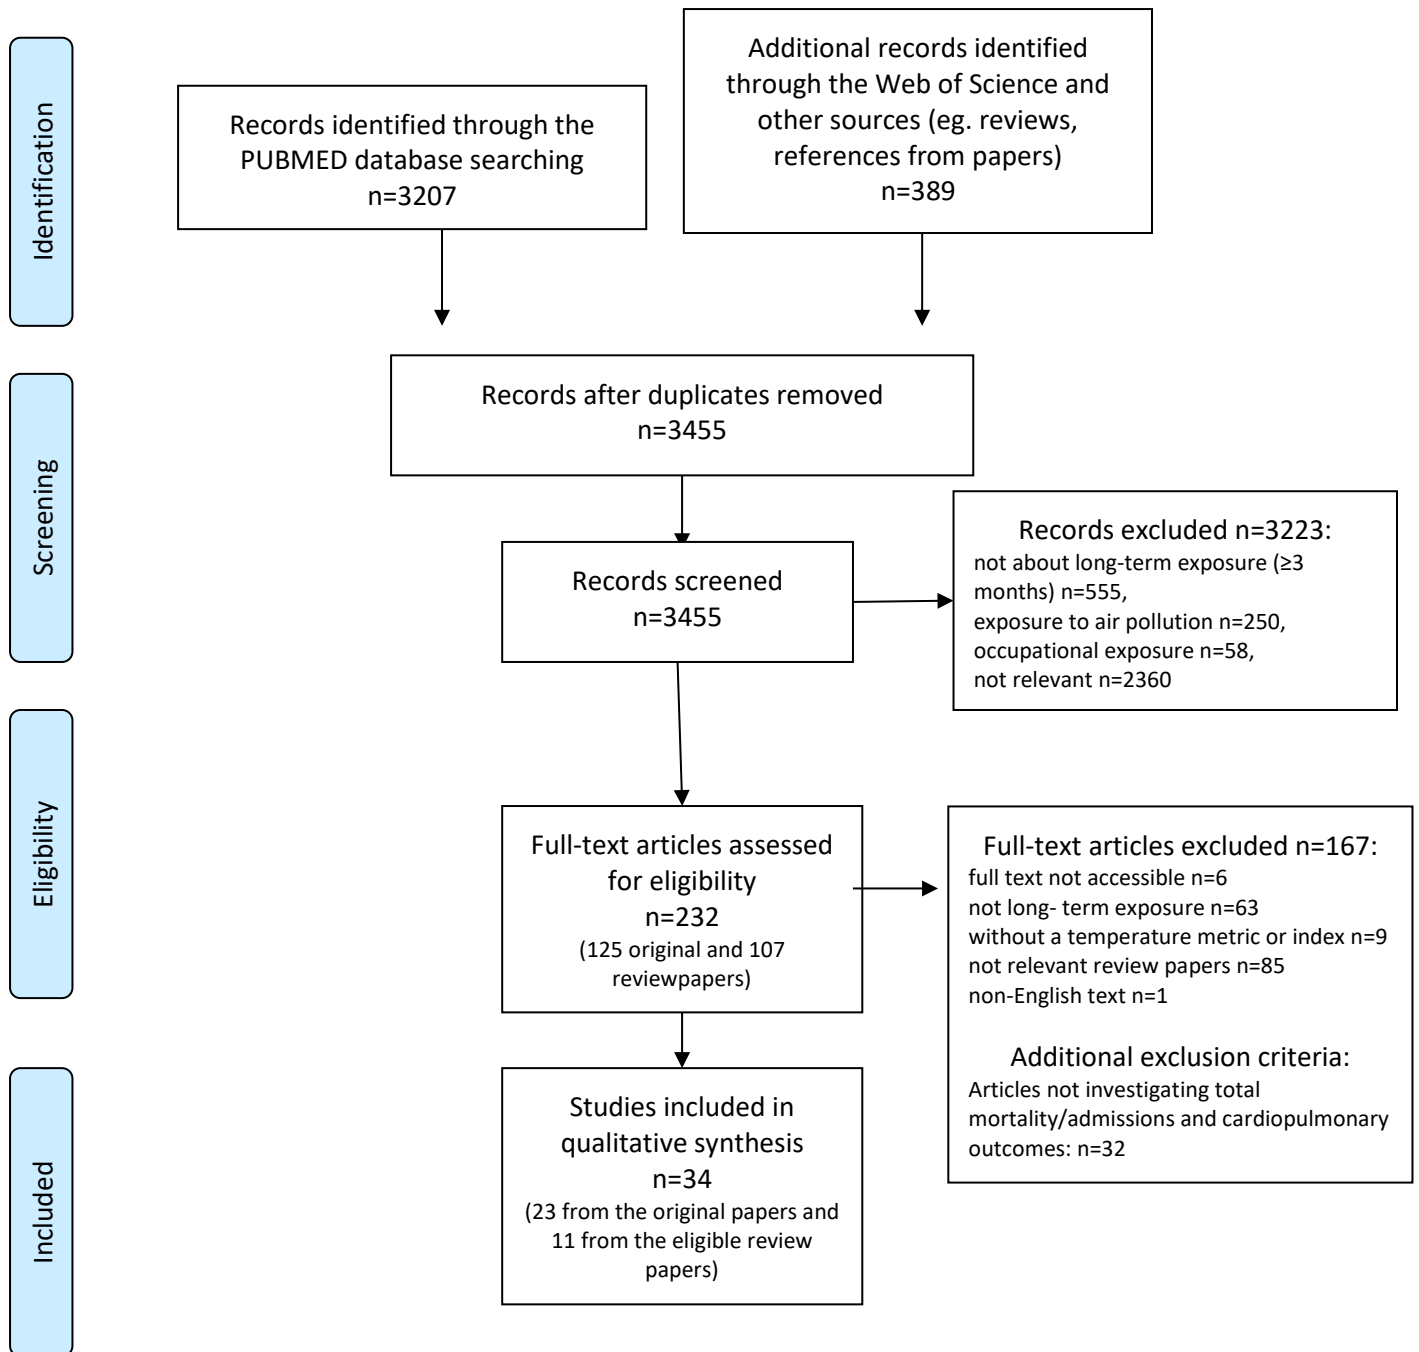 Identification
Records identified through the
PUBMED database searching
n=3207
Additional records identified
through the Web of Science and
other sources (eg. reviews,
references from papers)
n=389
Screening
Records after duplicates removed
n=3455
Records screened
n=3455
Records excluded n=3223:
not about long-term exposure (≥3
months) n=555,
exposure to air pollution n=250,
occupational exposure n=58,
not relevant n=2360
Eligibility
Full-text articles assessed
for eligibility
n=232
(125 original and 107
reviewpapers)
Full-text articles excluded n=167:
full text not accessible n=6
not long- term exposure n=63
without a temperature metric or index n=9
not relevant review papers n=85
non-English text n=1
Additional exclusion criteria:
Articles not investigating total
mortality/admissions and cardiopulmonary
outcomes: n=32
Included
Studies included in
qualitative synthesis
n=34
(23 from the original papers and
11 from the eligible review
papers)